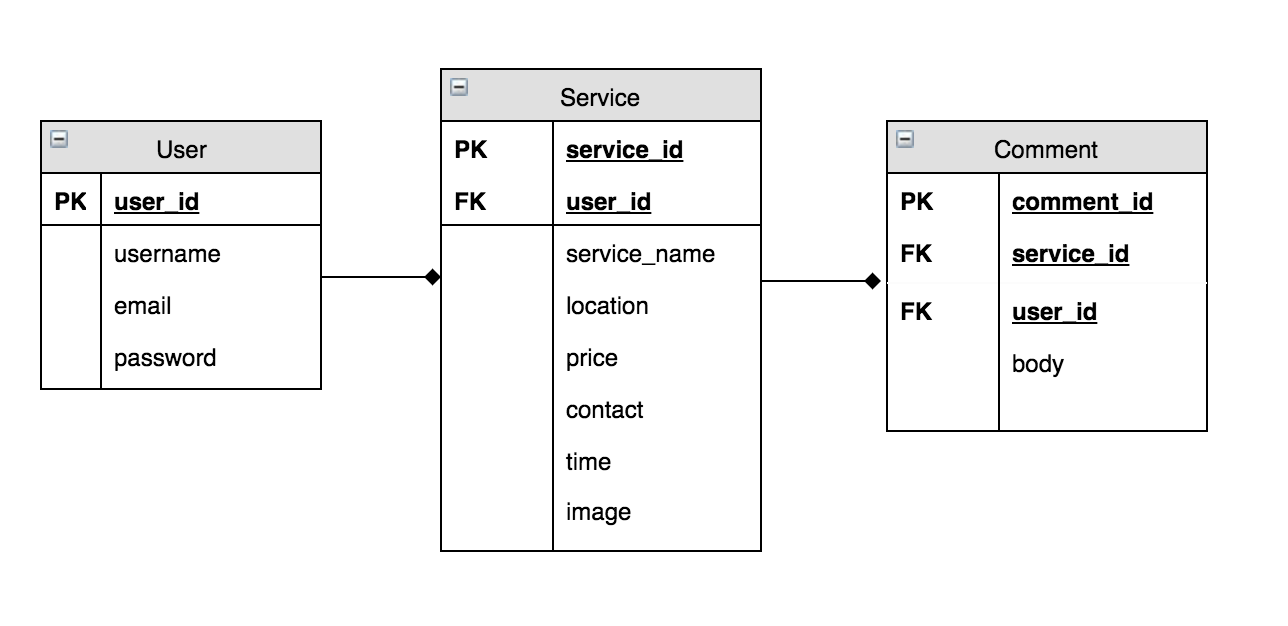 User
PK user_id
username
email
password
Service
PK service_id
FK user_id
service_name
location
price
contact
time
image
Comment
PK comment_id
FK service_id
FK user_id
body